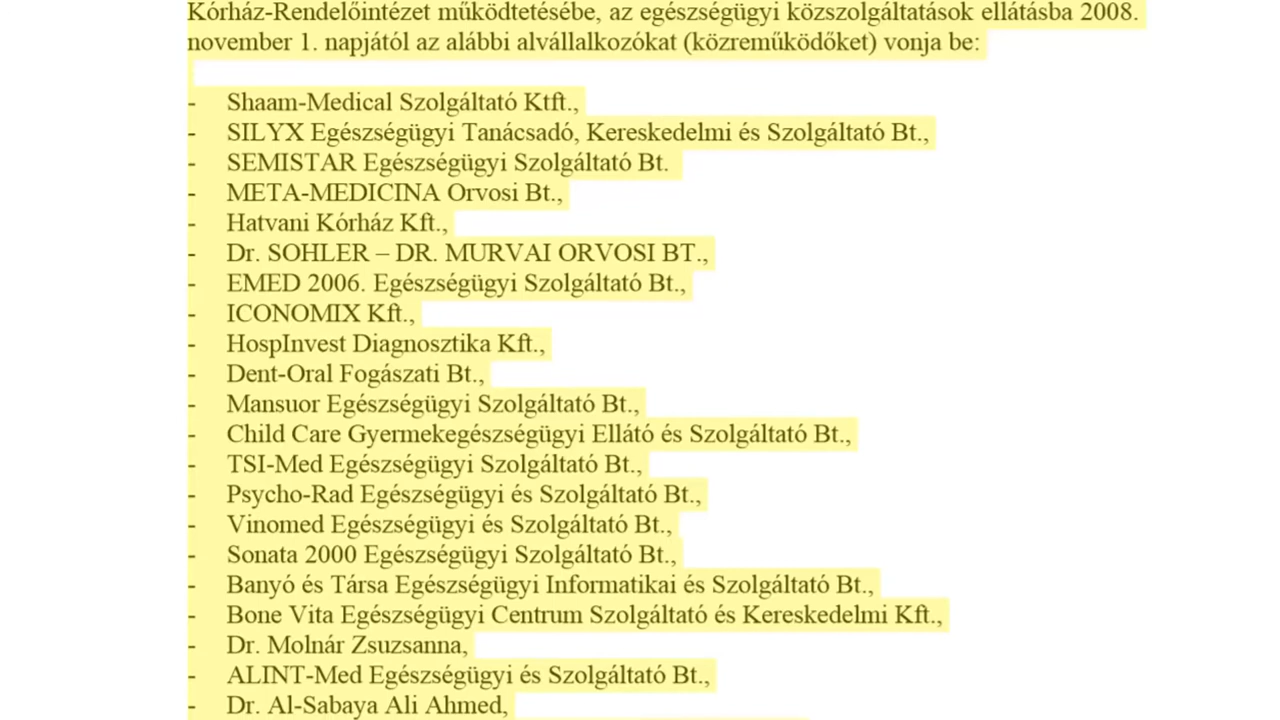 Kórház-Rendelőintézet működtetésébe, az egészségügyi közszolgáltatások ellátásba 2008.
november 1. napjától az alábbi alvállalkozókat (közreműködőket) vonja be:
- Shaam-Medical Szolgáltató Ktft.,
- SILYX Egészségügyi Tanácsadó, Kereskedelmi és Szolgáltató Bt.,
- SEMISTAR Egészségügyi Szolgáltató Bt.
- META-MEDICINA Orvosi Bt.,
- Hatvani Kórház Kft.,
- Dr. SOHLER – DR. MURVAI ORVOSI BT.,
- EMED 2006. Egészségügyi Szolgáltató Bt.,
- ICONOMIX Kft.,
- HospInvest Diagnosztika Kft.,
- Dent-Oral Fogászati Bt.,
- Mansuor Egészségügyi Szolgáltató Bt.,
- Child Care Gyermekegészségügyi Ellátó és Szolgáltató Bt.,
- TSI-Med Egészségügyi Szolgáltató Bt.,
- Psycho-Rad Egészségügyi és Szolgáltató Bt.,
- Vinomed Egészségügyi és Szolgáltató Bt.,
- Sonata 2000 Egészségügyi Szolgáltató Bt.,
- Banyó és Társa Egészségügyi Informatikai és Szolgáltató Bt.,
- Bone Vita Egészségügyi Centrum Szolgáltató és Kereskedelmi Kft.,
- Dr. Molnár Zsuzsanna,
- ALINT-Med Egészségügyi és Szolgáltató Bt.,
- Dr. Al-Sabaya Ali Ahmed,